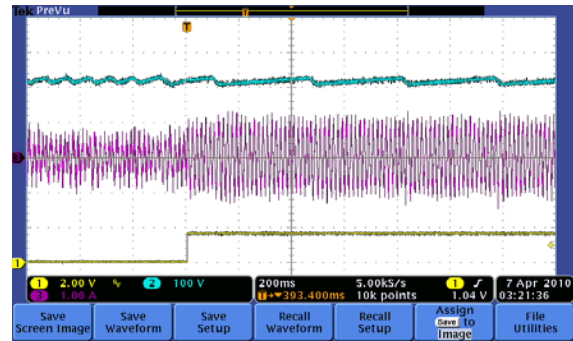 Tek PreVu
T
T
3
1
1 2.00 V 2 100 V 200ms 5.00kS/s 1 7 Apr 2010
3 1.00 A T→▼393.400ms 10k points 1.04 V 03:21:36
Save Screen Image
Save Waveform
Save Setup
Recall Waveform
Recall Setup
Assign Save to Image
File Utilities